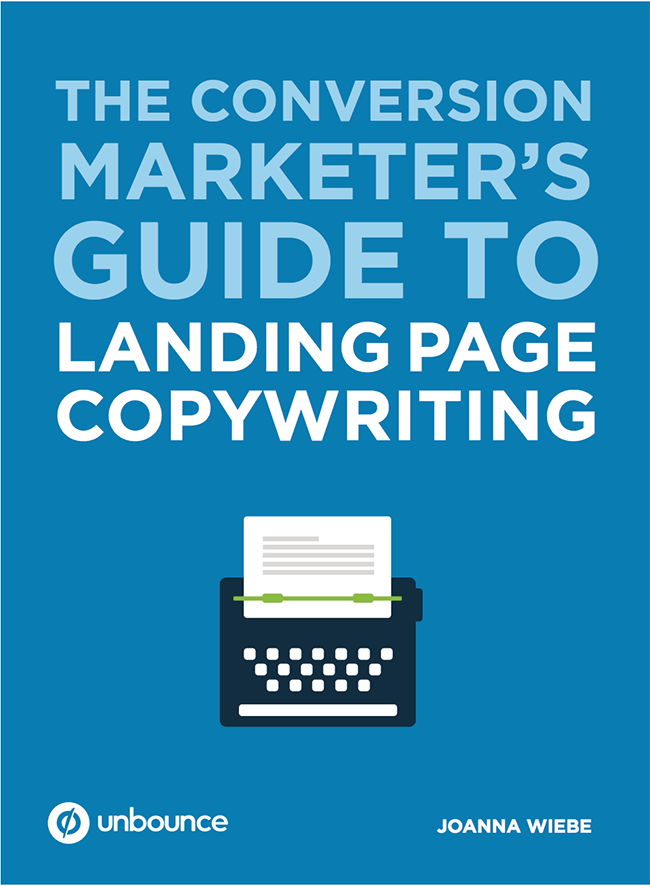 THE CONVERSION
MARKETER’S
GUIDE TO
LANDING PAGE
COPYWRITING
unbounce
JOANNA WIEBE